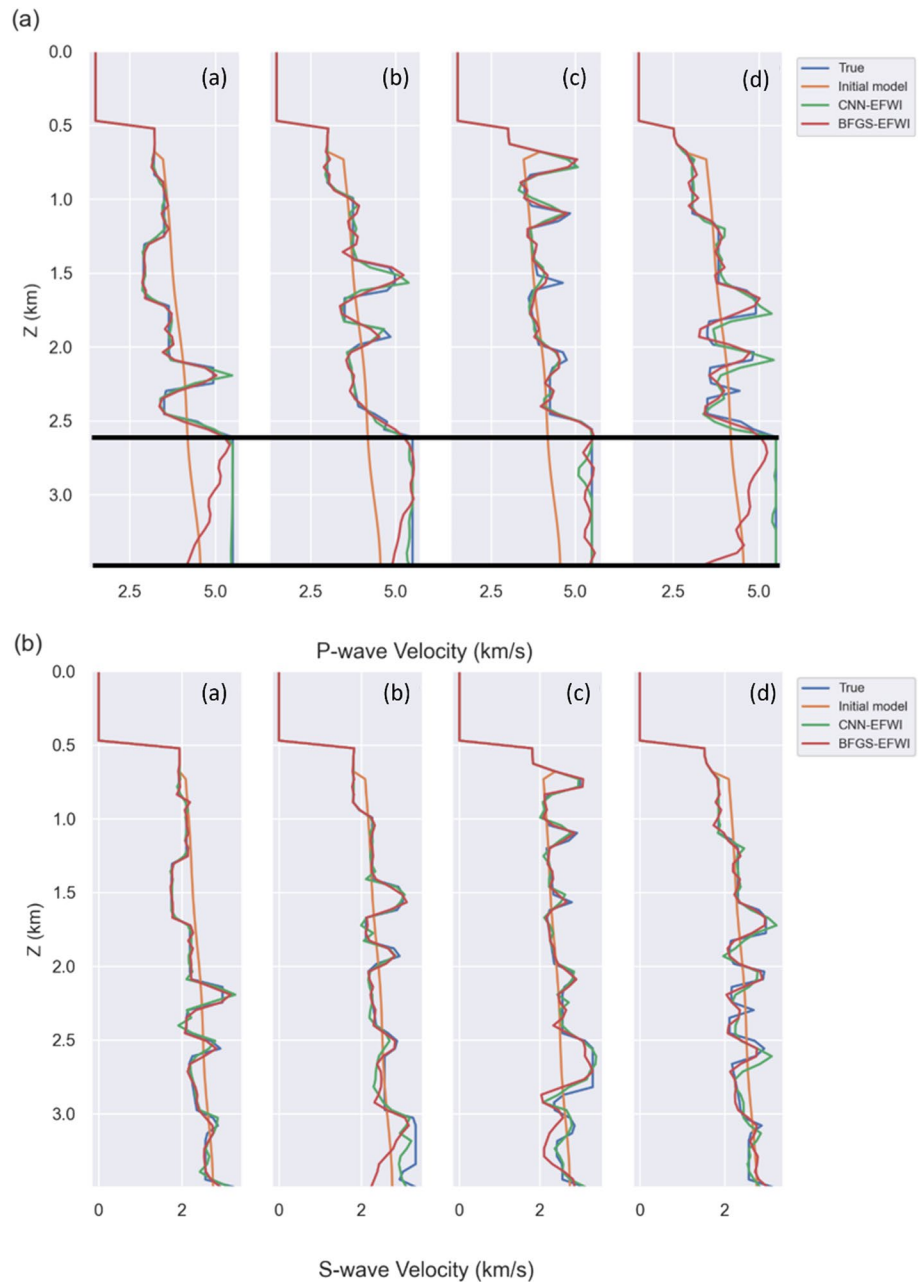 (a)
0.0
0.5
1.0
1.5
2.0
2.5
3.0
Z (km)
(a)
(b)
(c)
(d)
True
Initial model
CNN-EFWI
BFGS-EFWI
2.5 5.0
2.5 5.0
2.5 5.0
2.5 5.0
P-wave Velocity (km/s)
(b)
0.0
0.5
1.0
1.5
2.0
2.5
3.0
Z (km)
(a)
(b)
(c)
(d)
True
Initial model
CNN-EFWI
BFGS-EFWI
0 2
0 2
0 2
0 2
S-wave Velocity (km/s)